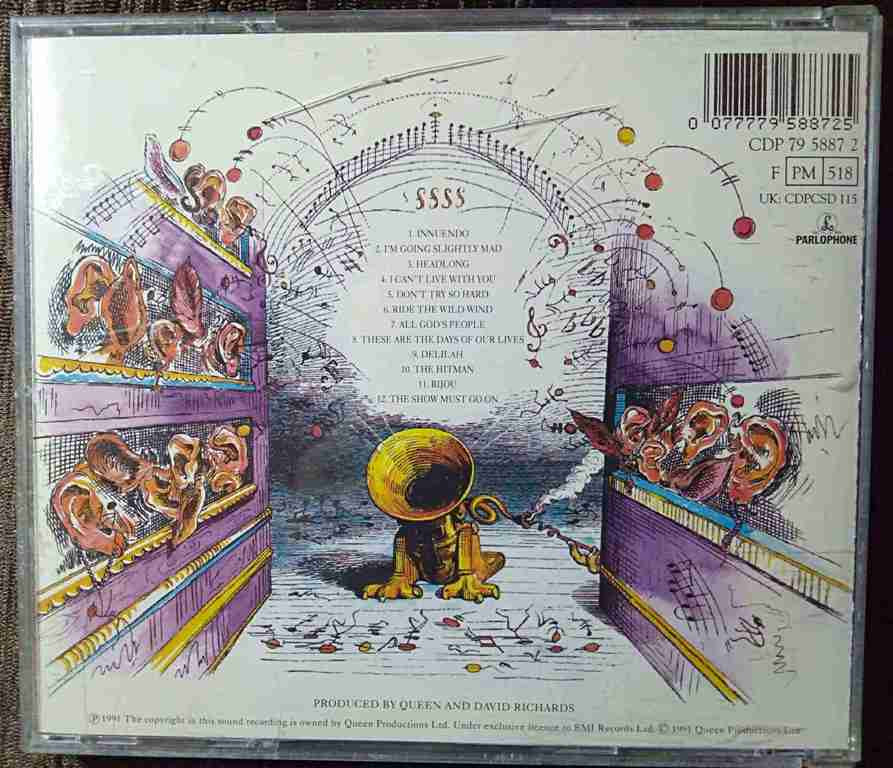 0 077779 588725
CDP 79 5887 2
F PM 518
UK: CDPCSD 115
PARLOPHONE
1. INNUENDO
2. I'M GOING SLIGHTLY MAD
3. HEADLONG
4. I CAN'T LIVE WITH YOU
5. DON'T TRY SO HARD
6. RIDE THE WILD WIND
7. ALL GOD'S PEOPLE
8. THESE ARE THE DAYS OF OUR LIVES
9. DELILAH
10. THE HITMAN
11. BIJOU
12. THE SHOW MUST GO ON
PRODUCED BY QUEEN AND DAVID RICHARDS
Ⓟ 1991 The copyright in this sound recording is owned by Queen Productions Ltd. Under exclusive licence to EMI Records Ltd. © 1991 Queen Productions Ltd